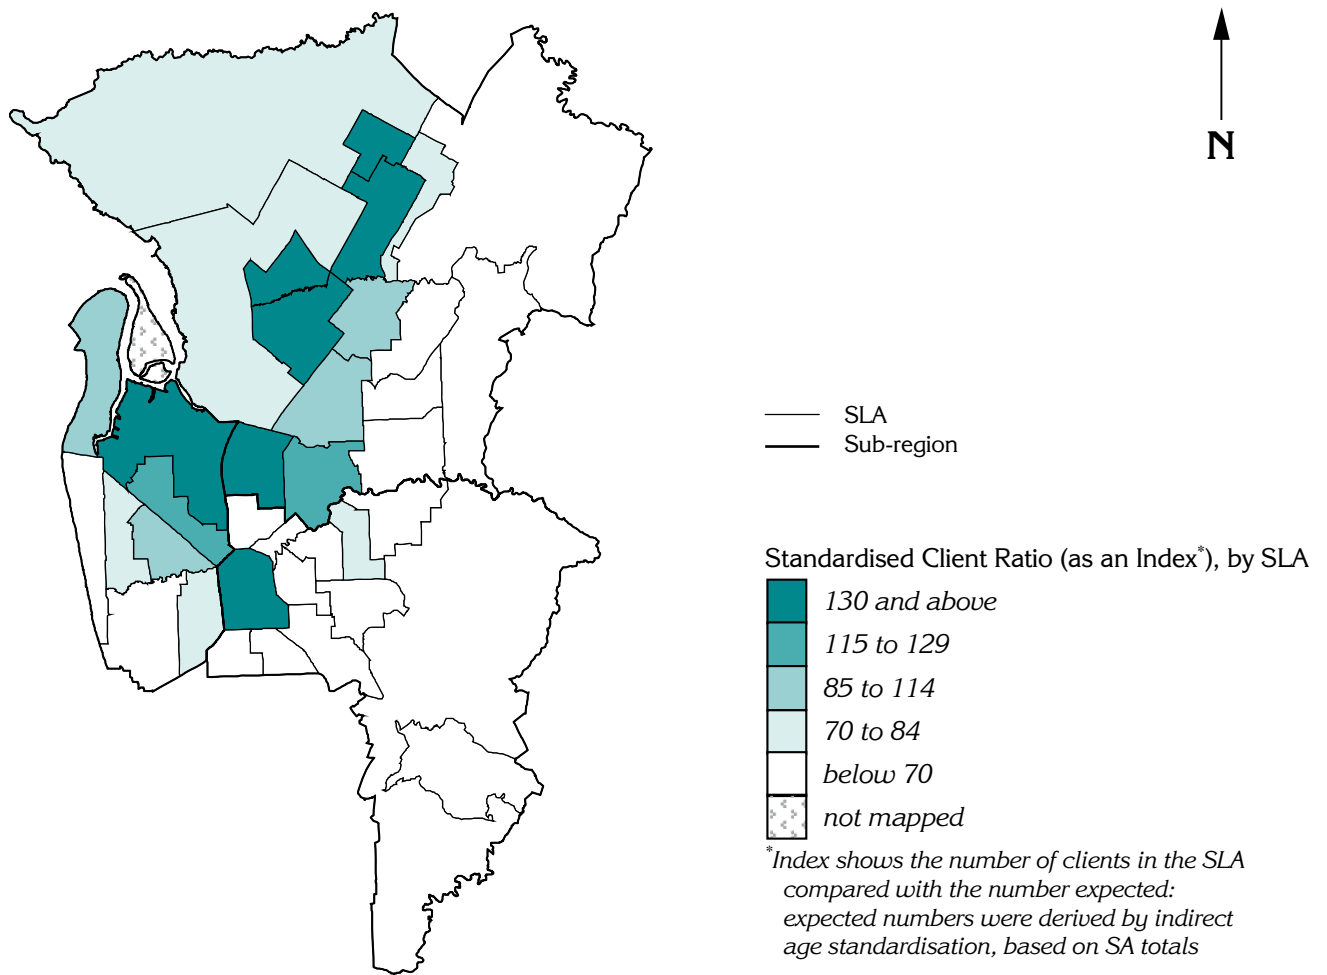 N
SLA
Sub-region
Standardised Client Ratio (as an Index*), by SLA
130 and above
115 to 129
85 to 114
70 to 84
below 70
not mapped
*Index shows the number of clients in the SLA
compared with the number expected:
expected numbers were derived by indirect
age standardisation, based on SA totals